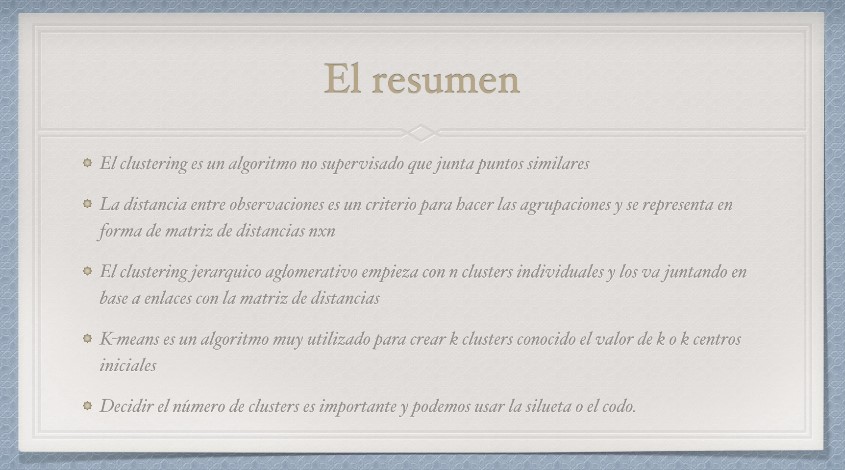 El resumen
El clustering es un algoritmo no supervisado que junta puntos similares
La distancia entre observaciones es un criterio para hacer las agrupaciones y se representa en
forma de matriz de distancias nxn
El clustering jerarquico aglomerativo empieza con n clusters individuales y los va juntando en
base a enlaces con la matriz de distancias
K-means es un algoritmo muy utilizado para crear k clusters conocido el valor de k o k centros
iniciales
Decidir el número de clusters es importante y podemos usar la silueta o el codo.